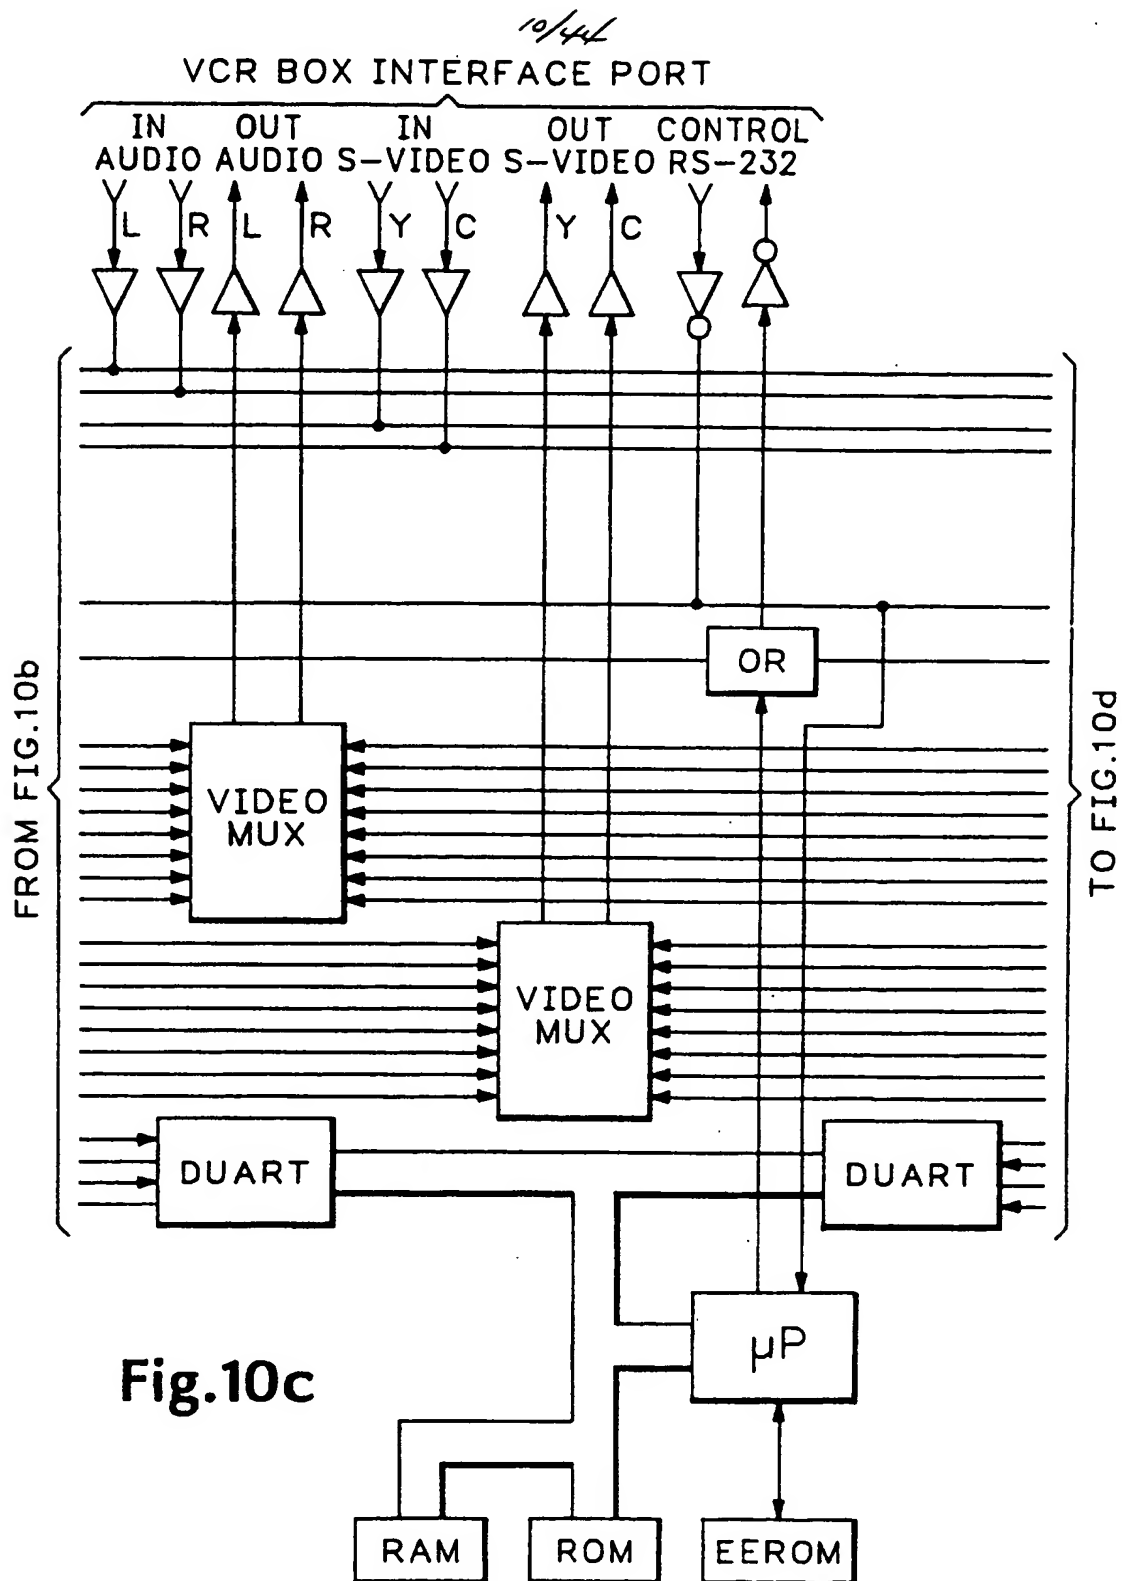 10/44
VCR BOX INTERFACE PORT
IN OUT IN OUT CONTROL
AUDIO AUDIO S-VIDEO S-VIDEO RS-232
L R L R Y C Y C
OR
FROM FIG.10b
TO FIG.10d
VIDEO
MUX
VIDEO
MUX
DUART
DUART
μP
Fig.10c
RAM
ROM
EEROM